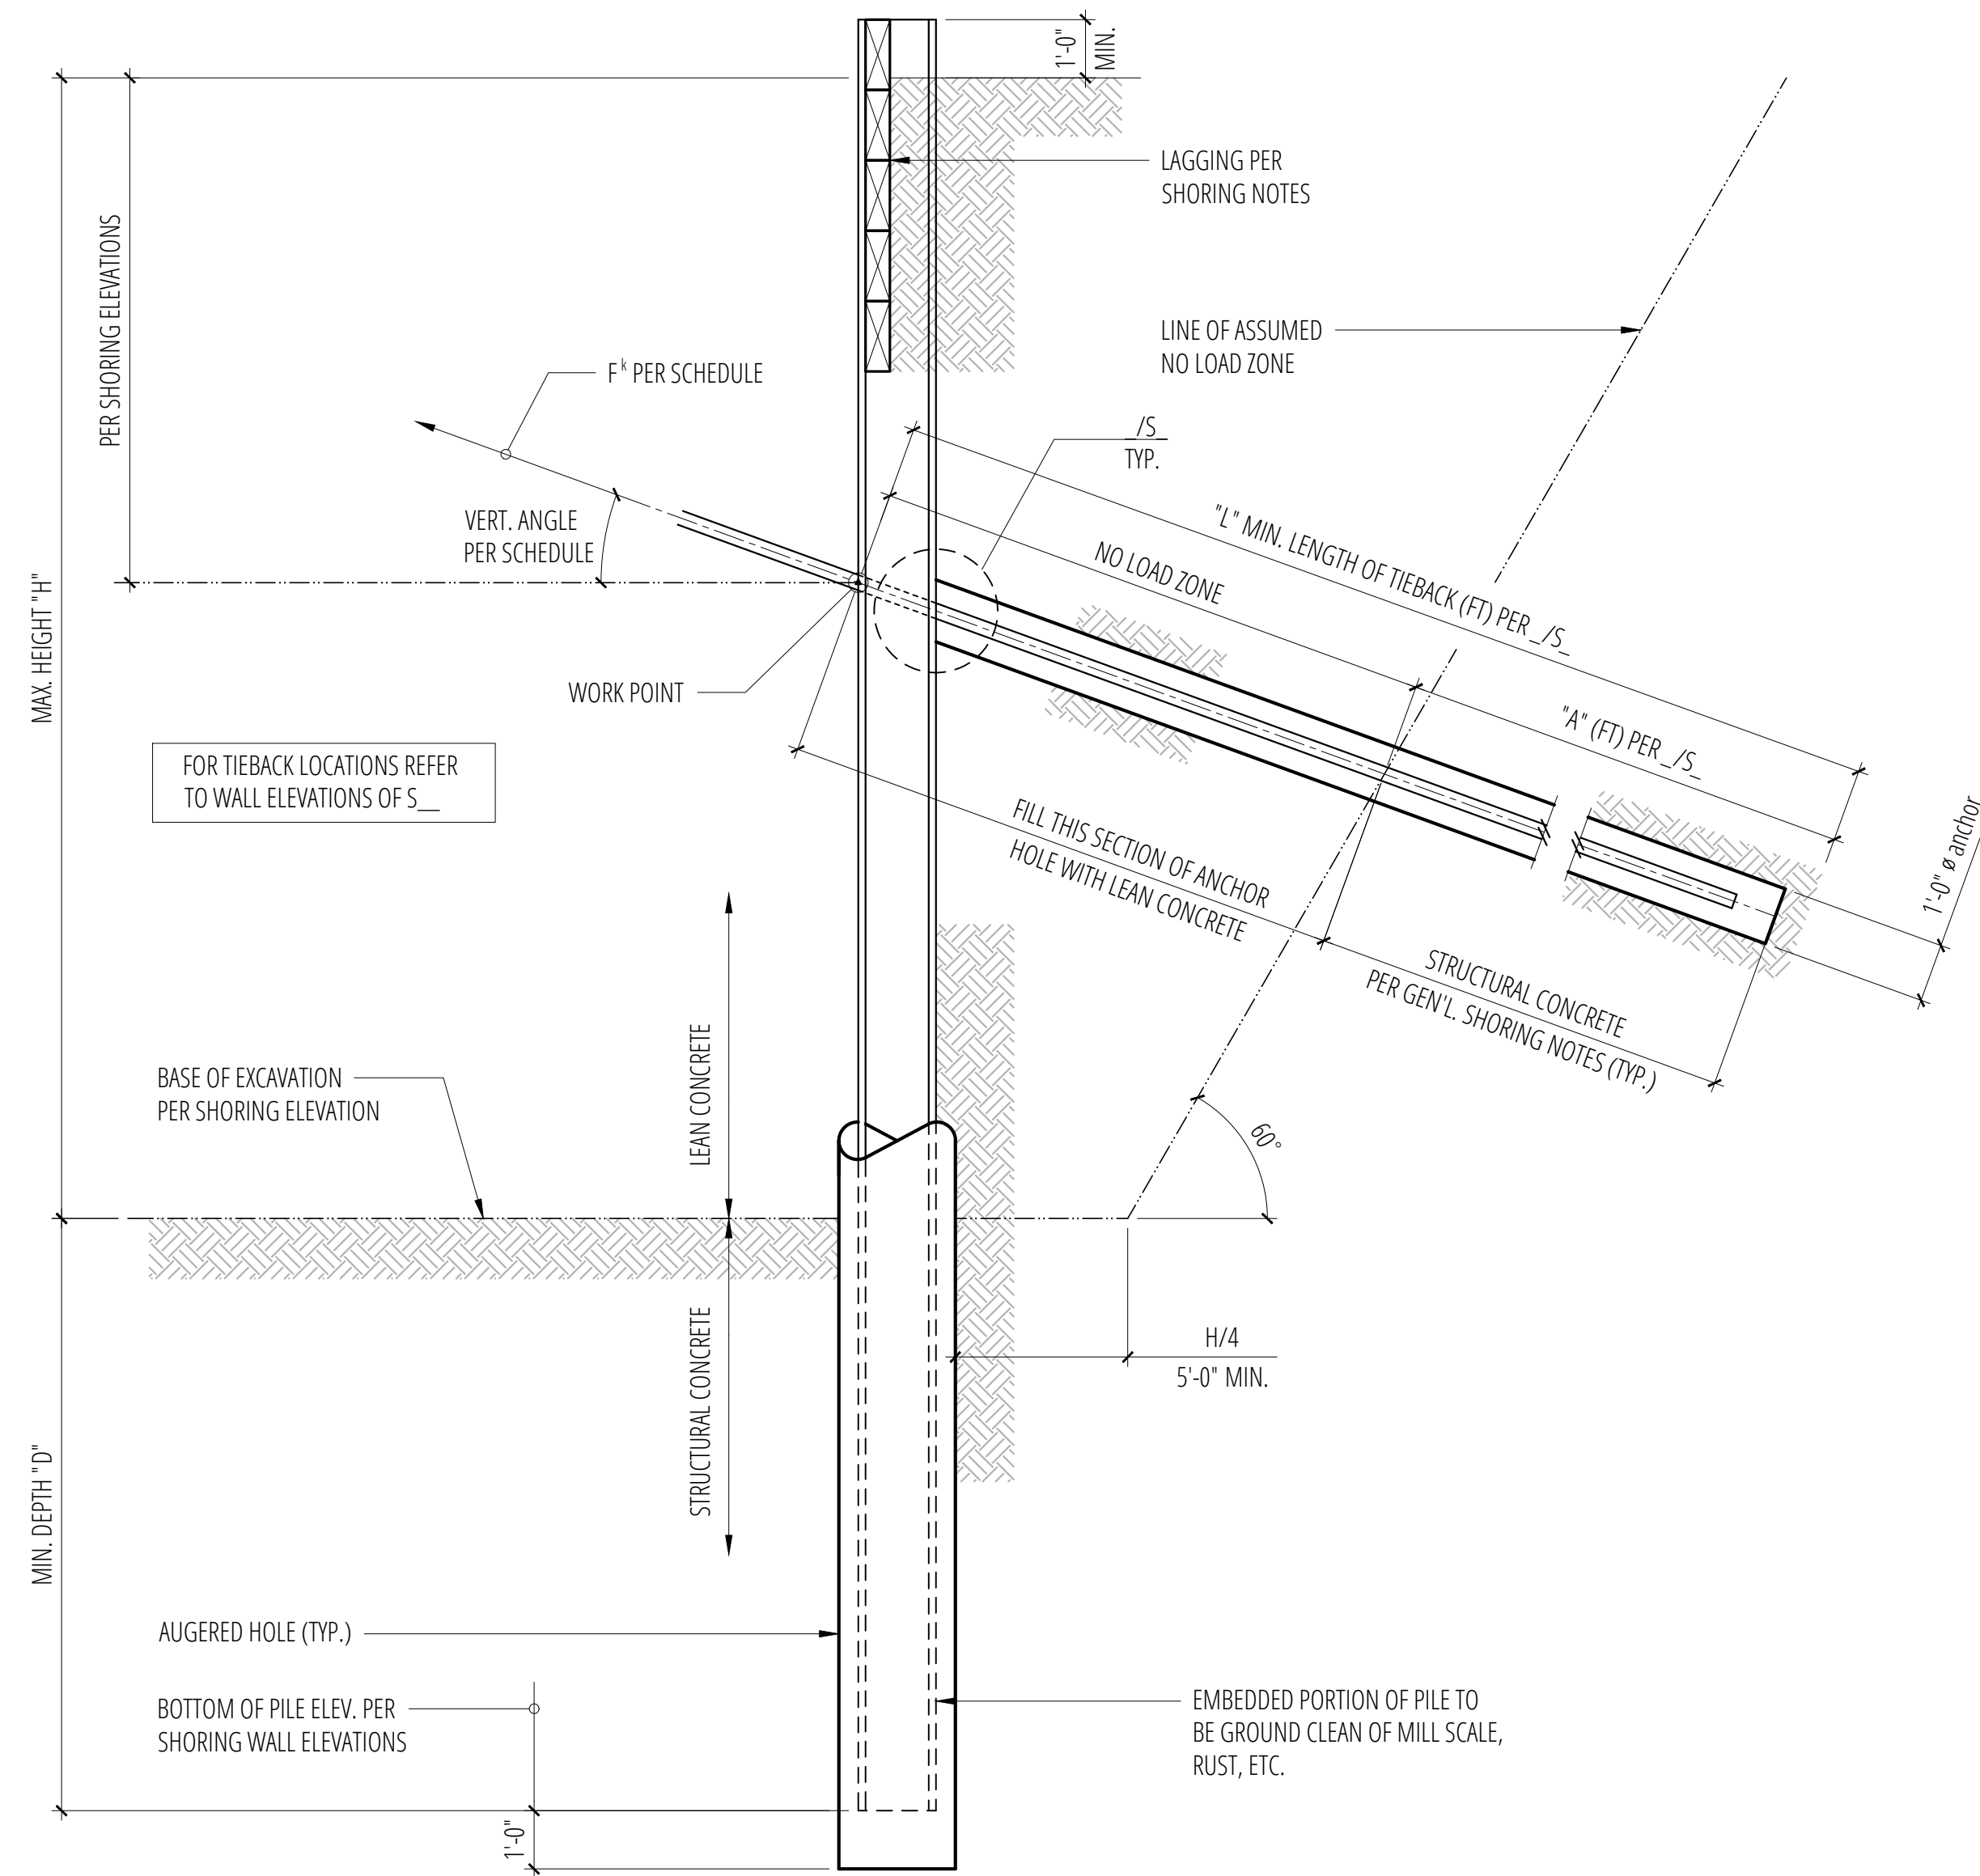 1'-0"
MIN.
LAGGING PER
SHORING NOTES
PER SHORING ELEVATIONS
LINE OF ASSUMED
NO LOAD ZONE
F k PER SCHEDULE
_/S_
TYP.
VERT. ANGLE
PER SCHEDULE
"L" MIN. LENGTH OF TIEBACK (FT) PER _/S_
NO LOAD ZONE
MAX. HEIGHT "H"
WORK POINT
"A" (FT) PER _/S_
FOR TIEBACK LOCATIONS REFER
TO WALL ELEVATIONS OF S__
1'-0" ø anchor
FILL THIS SECTION OF ANCHOR
HOLE WITH LEAN CONCRETE
STRUCTURAL CONCRETE
PER GEN'L. SHORING NOTES (TYP.)
LEAN CONCRETE
BASE OF EXCAVATION
PER SHORING ELEVATION
60°
STRUCTURAL CONCRETE
H/4
5'-0" MIN.
MIN. DEPTH "D"
AUGERED HOLE (TYP.)
BOTTOM OF PILE ELEV. PER
SHORING WALL ELEVATIONS
EMBEDDED PORTION OF PILE TO
BE GROUND CLEAN OF MILL SCALE,
RUST, ETC.
1'-0"